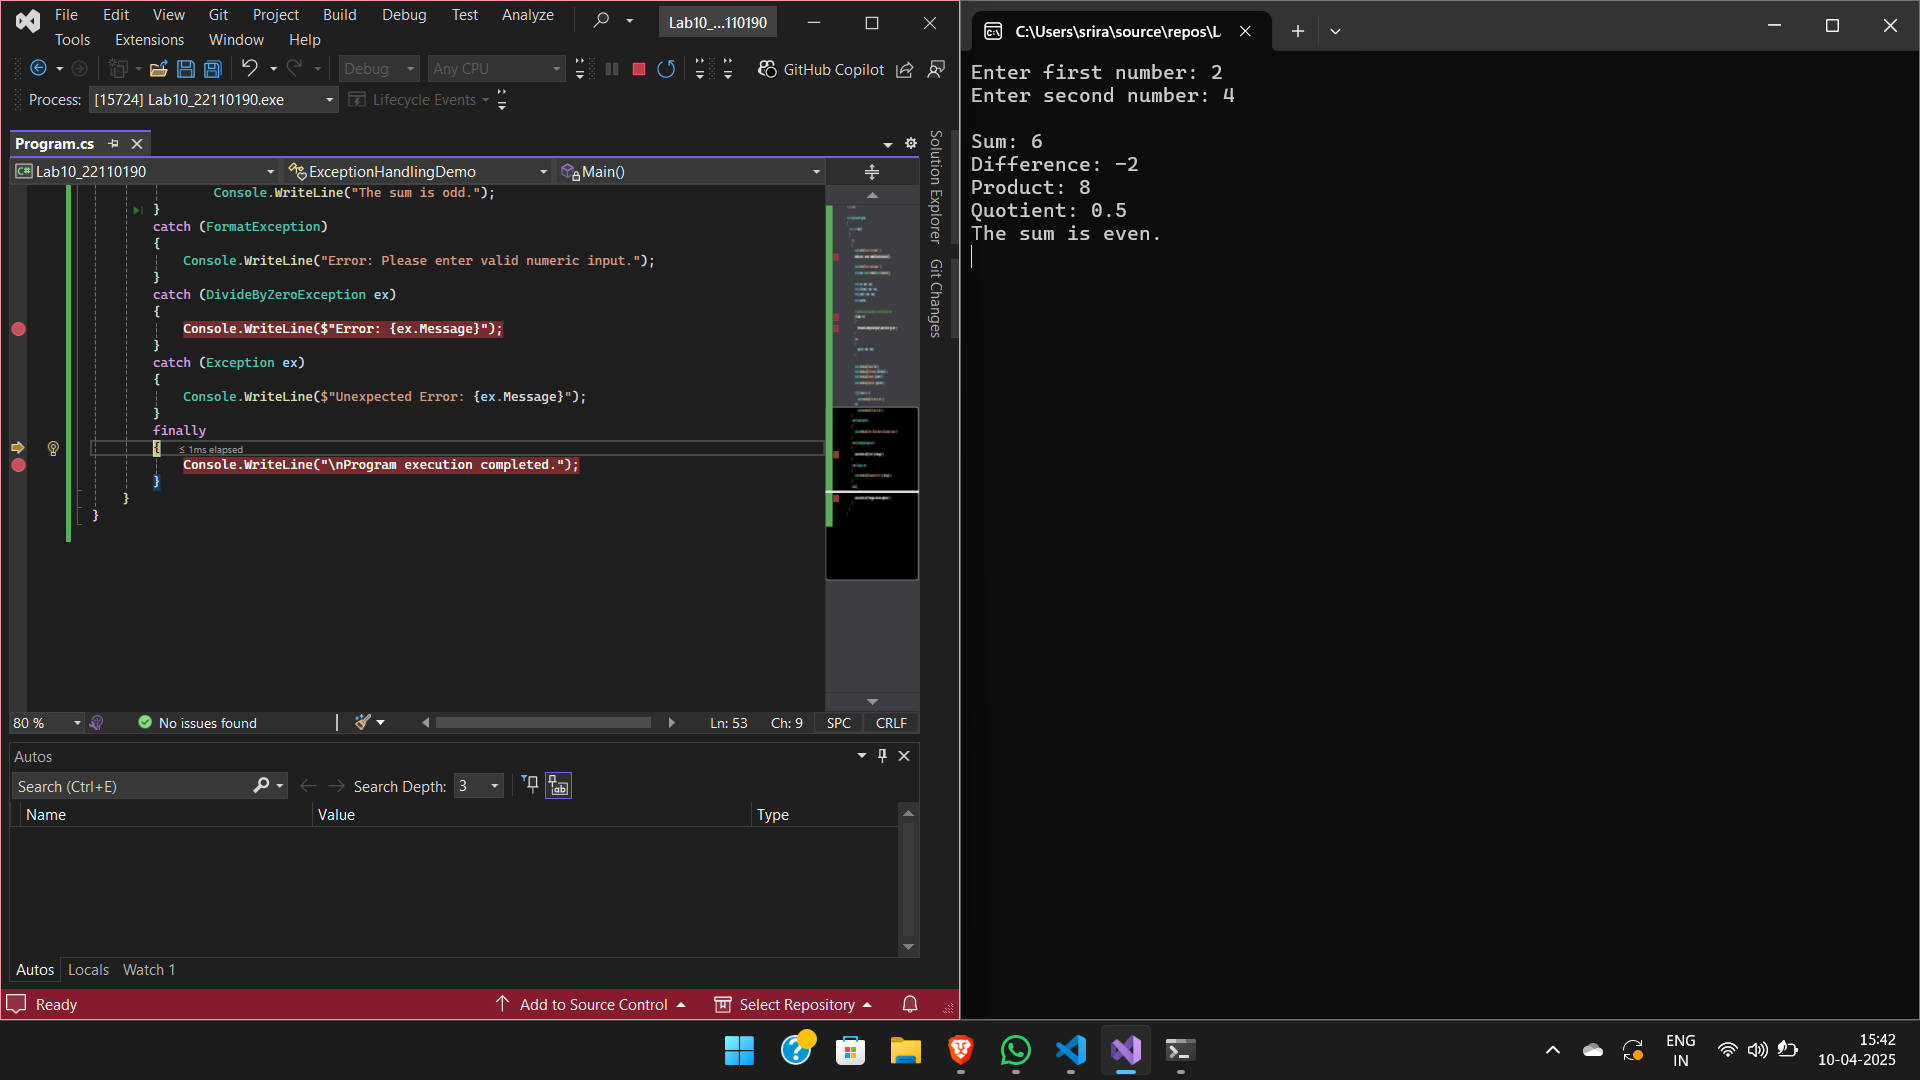 File Edit View Git Project Build Debug Test Analyze Lab10_...110190
Tools Extensions Window Help
Debug Any CPU GitHub Copilot
Process: [15724] Lab10_22110190.exe Lifecycle Events
Program.cs
Lab10_22110190 ExceptionHandlingDemo Main()
Console.WriteLine("The sum is odd.");
}
catch (FormatException)
{
Console.WriteLine("Error: Please enter valid numeric input.");
}
catch (DivideByZeroException ex)
{
Console.WriteLine($"Error: {ex.Message}");
}
catch (Exception ex)
{
Console.WriteLine($"Unexpected Error: {ex.Message}");
}
finally
{ ≤ 1ms elapsed
Console.WriteLine("\nProgram execution completed.");
}
}
}
Solution Explorer
Git Changes
80 % No issues found Ln: 53 Ch: 9 SPC CRLF
Autos
Search (Ctrl+E) Search Depth: 3
Name Value Type
Autos Locals Watch 1
Ready Add to Source Control Select Repository
C:\Users\srira\source\repos\L
Enter first number: 2
Enter second number: 4
Sum: 6
Difference: -2
Product: 8
Quotient: 0.5
The sum is even.
ENG
IN
15:42
10-04-2025